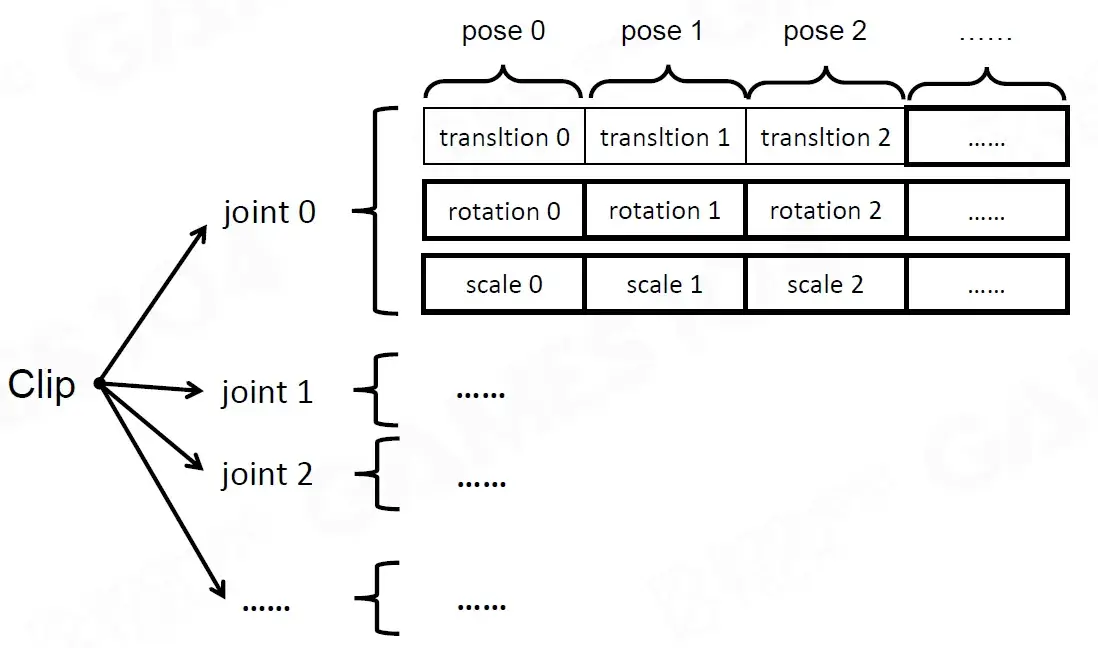 pose 0 pose 1 pose 2 ......
transltion 0 transltion 1 transltion 2 ......
joint 0 rotation 0 rotation 1 rotation 2 ......
scale 0 scale 1 scale 2 ......
Clip
joint 1 ......
joint 2 ......
...... ......
GAMES104